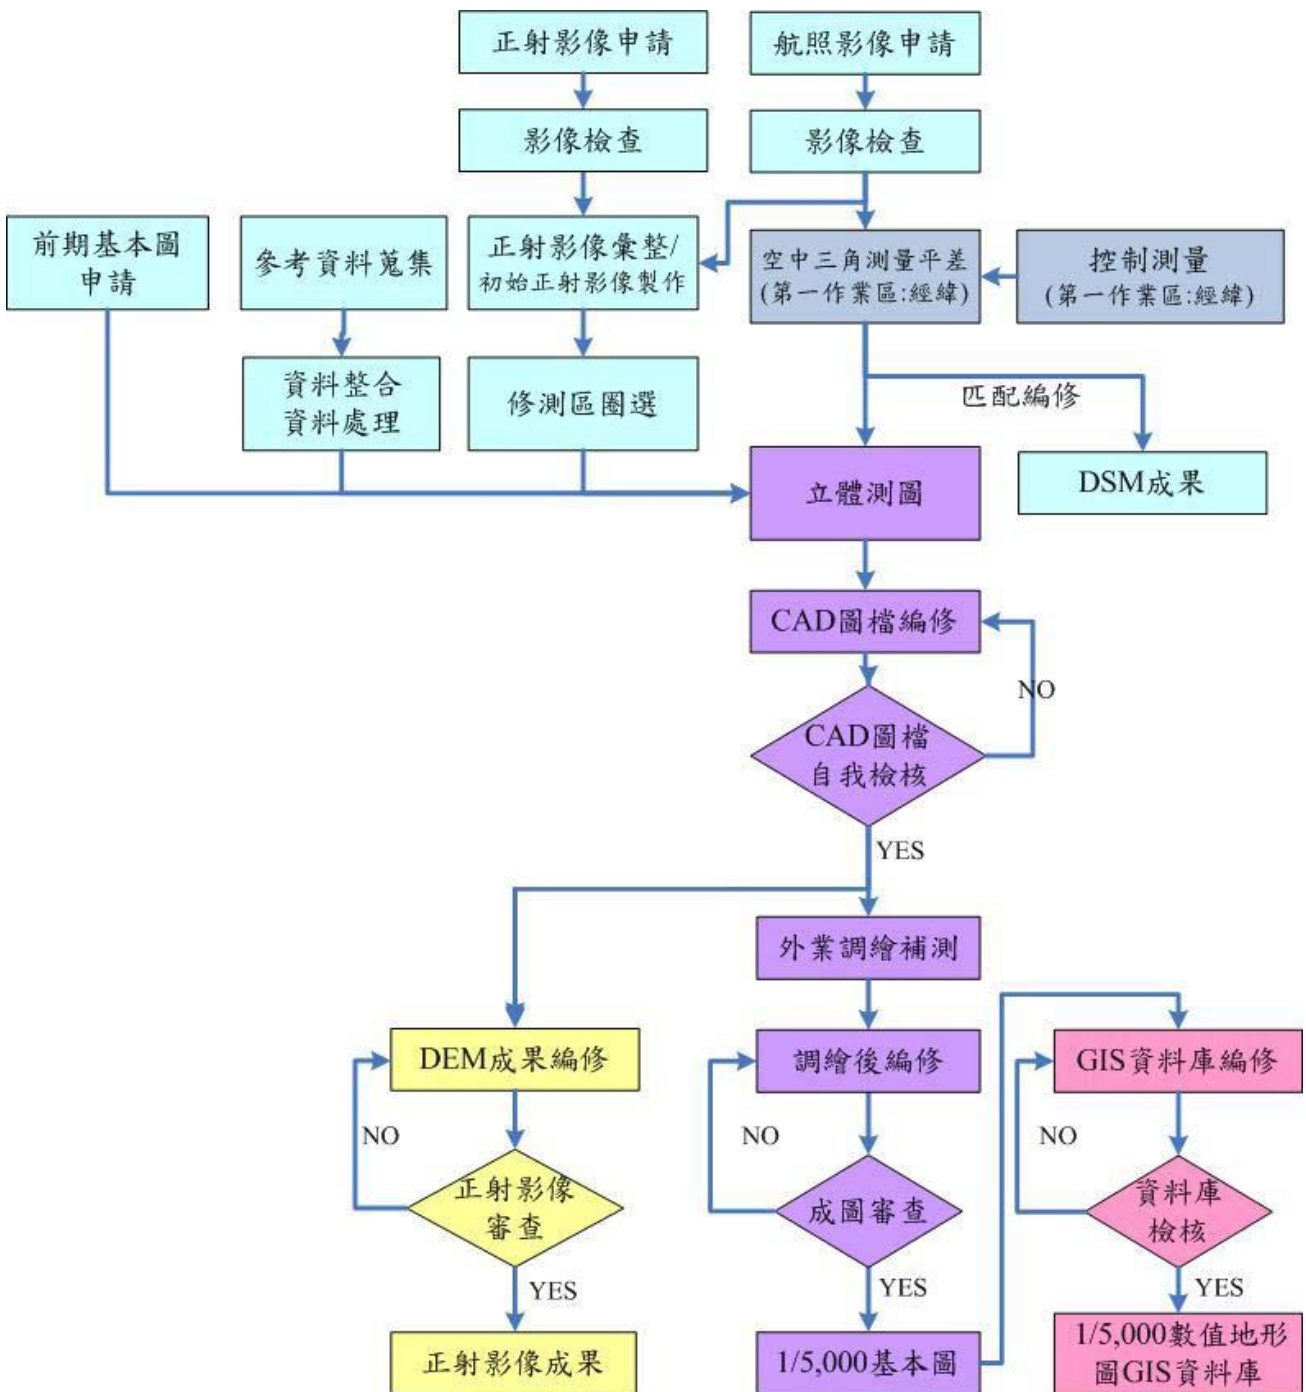 正射影像申請
航照影像申請
影像檢查
影像檢查
前期基本圖
申請
參考資料蒐集
正射影像彙整/
初始正射影像製作
空中三角測量平差
(第一作業區:經緯)
控制測量
(第一作業區:經緯)
資料整合
資料處理
修測區圈選
匹配編修
立體測圖
DSM成果
CAD圖檔編修
NO
CAD圖檔
自我檢核
YES
外業調繪補測
DEM成果編修
調繪後編修
GIS資料庫編修
NO
NO
NO
正射影像
審查
成圖審查
資料庫
檢核
YES
YES
YES
正射影像成果
1/5,000基本圖
1/5,000數值地形
圖GIS資料庫